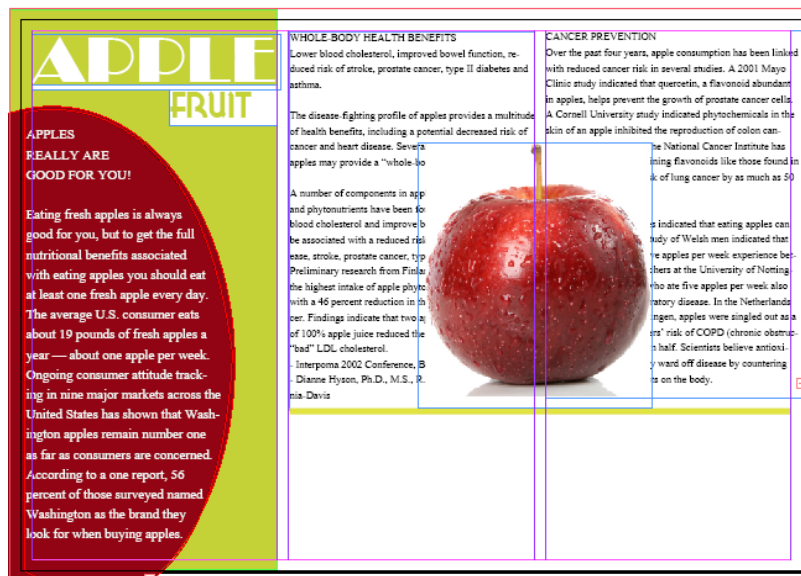 APPLE
FRUIT
APPLES
REALLY ARE
GOOD FOR YOU!
Eating fresh apples is always
good for you, but to get the full
nutritional benefits associated
with eating apples you should eat
at least one fresh apple every day.
The average U.S. consumer eats
about 19 pounds of fresh apples a
year — about one apple per week.
Ongoing consumer attitude track-
ing in nine major markets across the
United States has shown that Wash-
ington apples remain number one
as far as consumers are concerned.
According to a one report, 56
percent of those surveyed named
Washington as the brand they
look for when buying apples.
WHOLE-BODY HEALTH BENEFITS
Lower blood cholesterol, improved bowel function, re-
duced risk of stroke, prostate cancer, type II diabetes and
asthma.
The disease-fighting profile of apples provides a multitude
of health benefits, including a potential decreased risk of
cancer and heart disease. Severa
apples may provide a “whole-bo
A number of components in app
and phytonutrients have been fo
blood cholesterol and improve b
be associated with a reduced risk
ease, stroke, prostate cancer, typ
Preliminary research from Finla
the highest intake of apple phyto
with a 46 percent reduction in th
cer. Findings indicate that two a
of 100% apple juice reduced the
“bad” LDL cholesterol.
- Interpoma 2002 Conference, B
- Dianne Hyson, Ph.D., M.S., R.
nia-Davis
CANCER PREVENTION
Over the past four years, apple consumption has been linked
with reduced cancer risk in several studies. A 2001 Mayo
Clinic study indicated that quercetin, a flavonoid abundant
in apples, helps prevent the growth of prostate cancer cells.
A Cornell University study indicated phytochemicals in the
skin of an apple inhibited the reproduction of colon can-
he National Cancer Institute has
ining flavonoids like those found in
k of lung cancer by as much as 50
s indicated that eating apples can
tudy of Welsh men indicated that
ve apples per week experience bet-
hers at the University of Notting-
ho ate five apples per week also
ratory disease. In the Netherlands
ngen, apples were singled out as a
ers’ risk of COPD (chronic obstruc-
n half. Scientists believe antioxi-
y ward off disease by countering
s on the body.